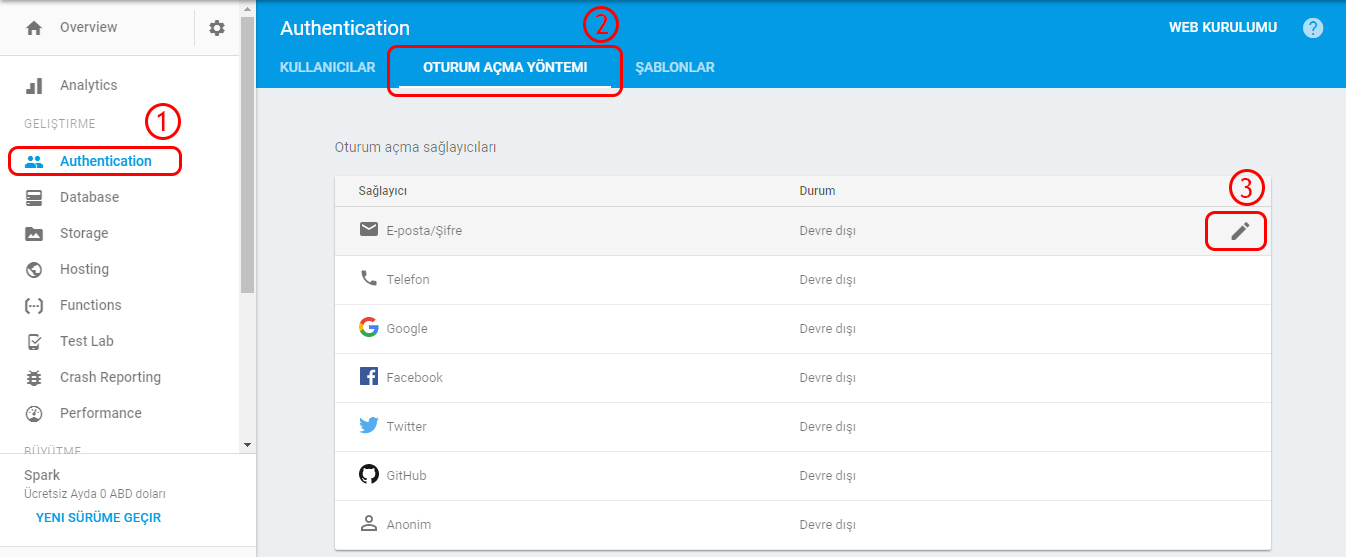 Overview
Analytics
GELİŞTİRME
1
Authentication
Database
Storage
Hosting
Functions
Test Lab
Crash Reporting
Performance
BÜYÜTME
Spark
Ücretsiz Ayda 0 ABD doları
YENI SÜRÜME GEÇIR
Authentication
2
WEB KURULUMU
?
KULLANICILAR
OTURUM AÇMA YÖNTEMI
ŞABLONLAR
Oturum açma sağlayıcıları
Sağlayıcı Durum
3
E-posta/Şifre Devre dışı
Telefon Devre dışı
Google Devre dışı
Facebook Devre dışı
Twitter Devre dışı
GitHub Devre dışı
Anonim Devre dışı